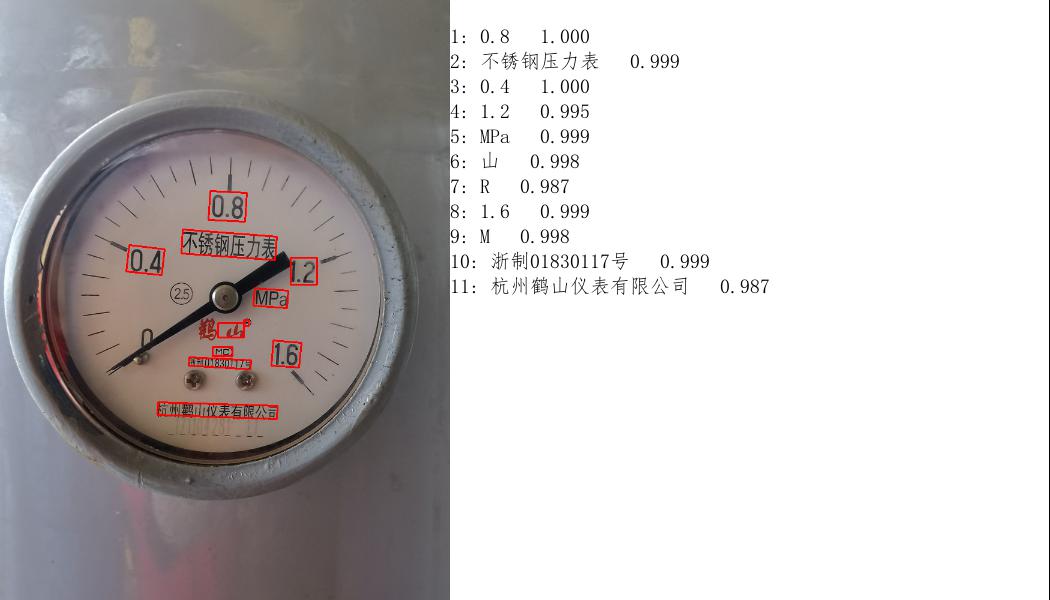 0.8
不锈钢压力表
0.4
1.2
2.5
MPa
鹤山®
0
MC
1.6
浙制01830117号
杭州鹤山仪表有限公司
1: 0.8 1.000
2: 不锈钢压力表 0.999
3: 0.4 1.000
4: 1.2 0.995
5: MPa 0.999
6: 山 0.998
7: R 0.987
8: 1.6 0.999
9: M 0.998
10: 浙制01830117号 0.999
11: 杭州鹤山仪表有限公司 0.987